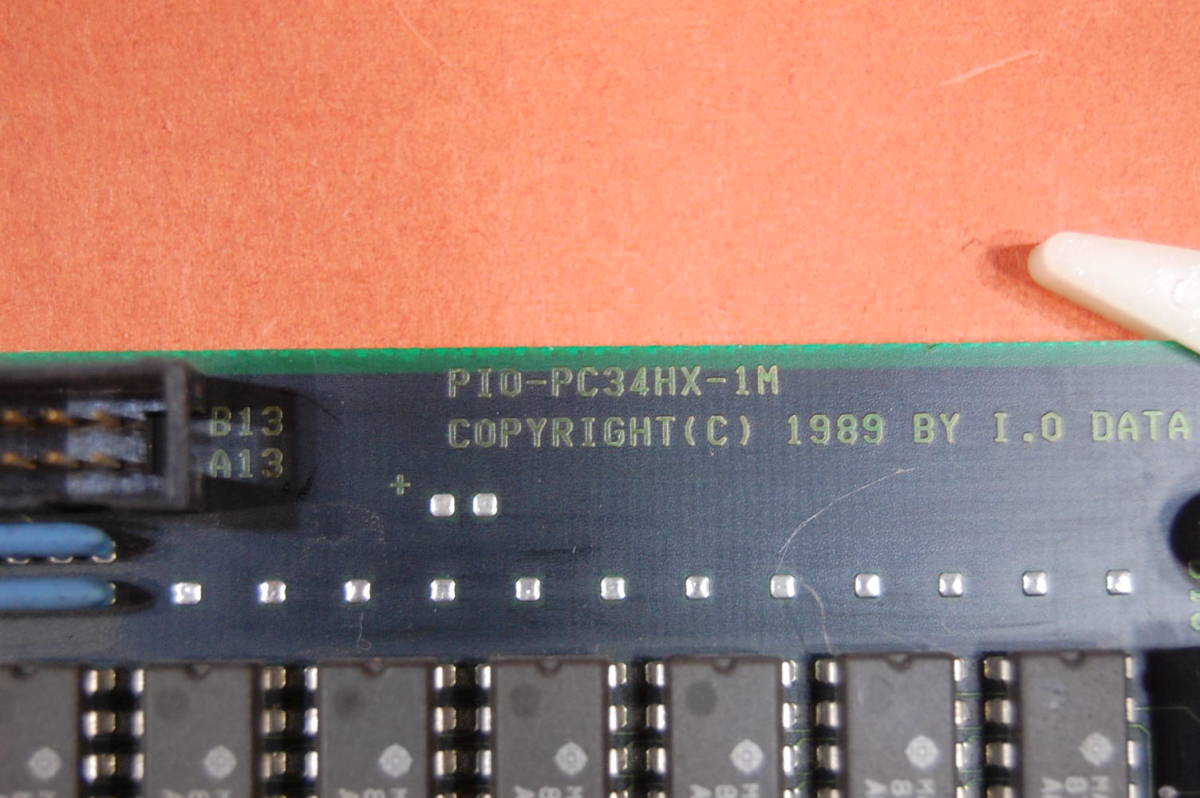 PIO-PC34HX-1M
COPYRIGHT(C) 1989 BY I.O DATA
B13
A13
+